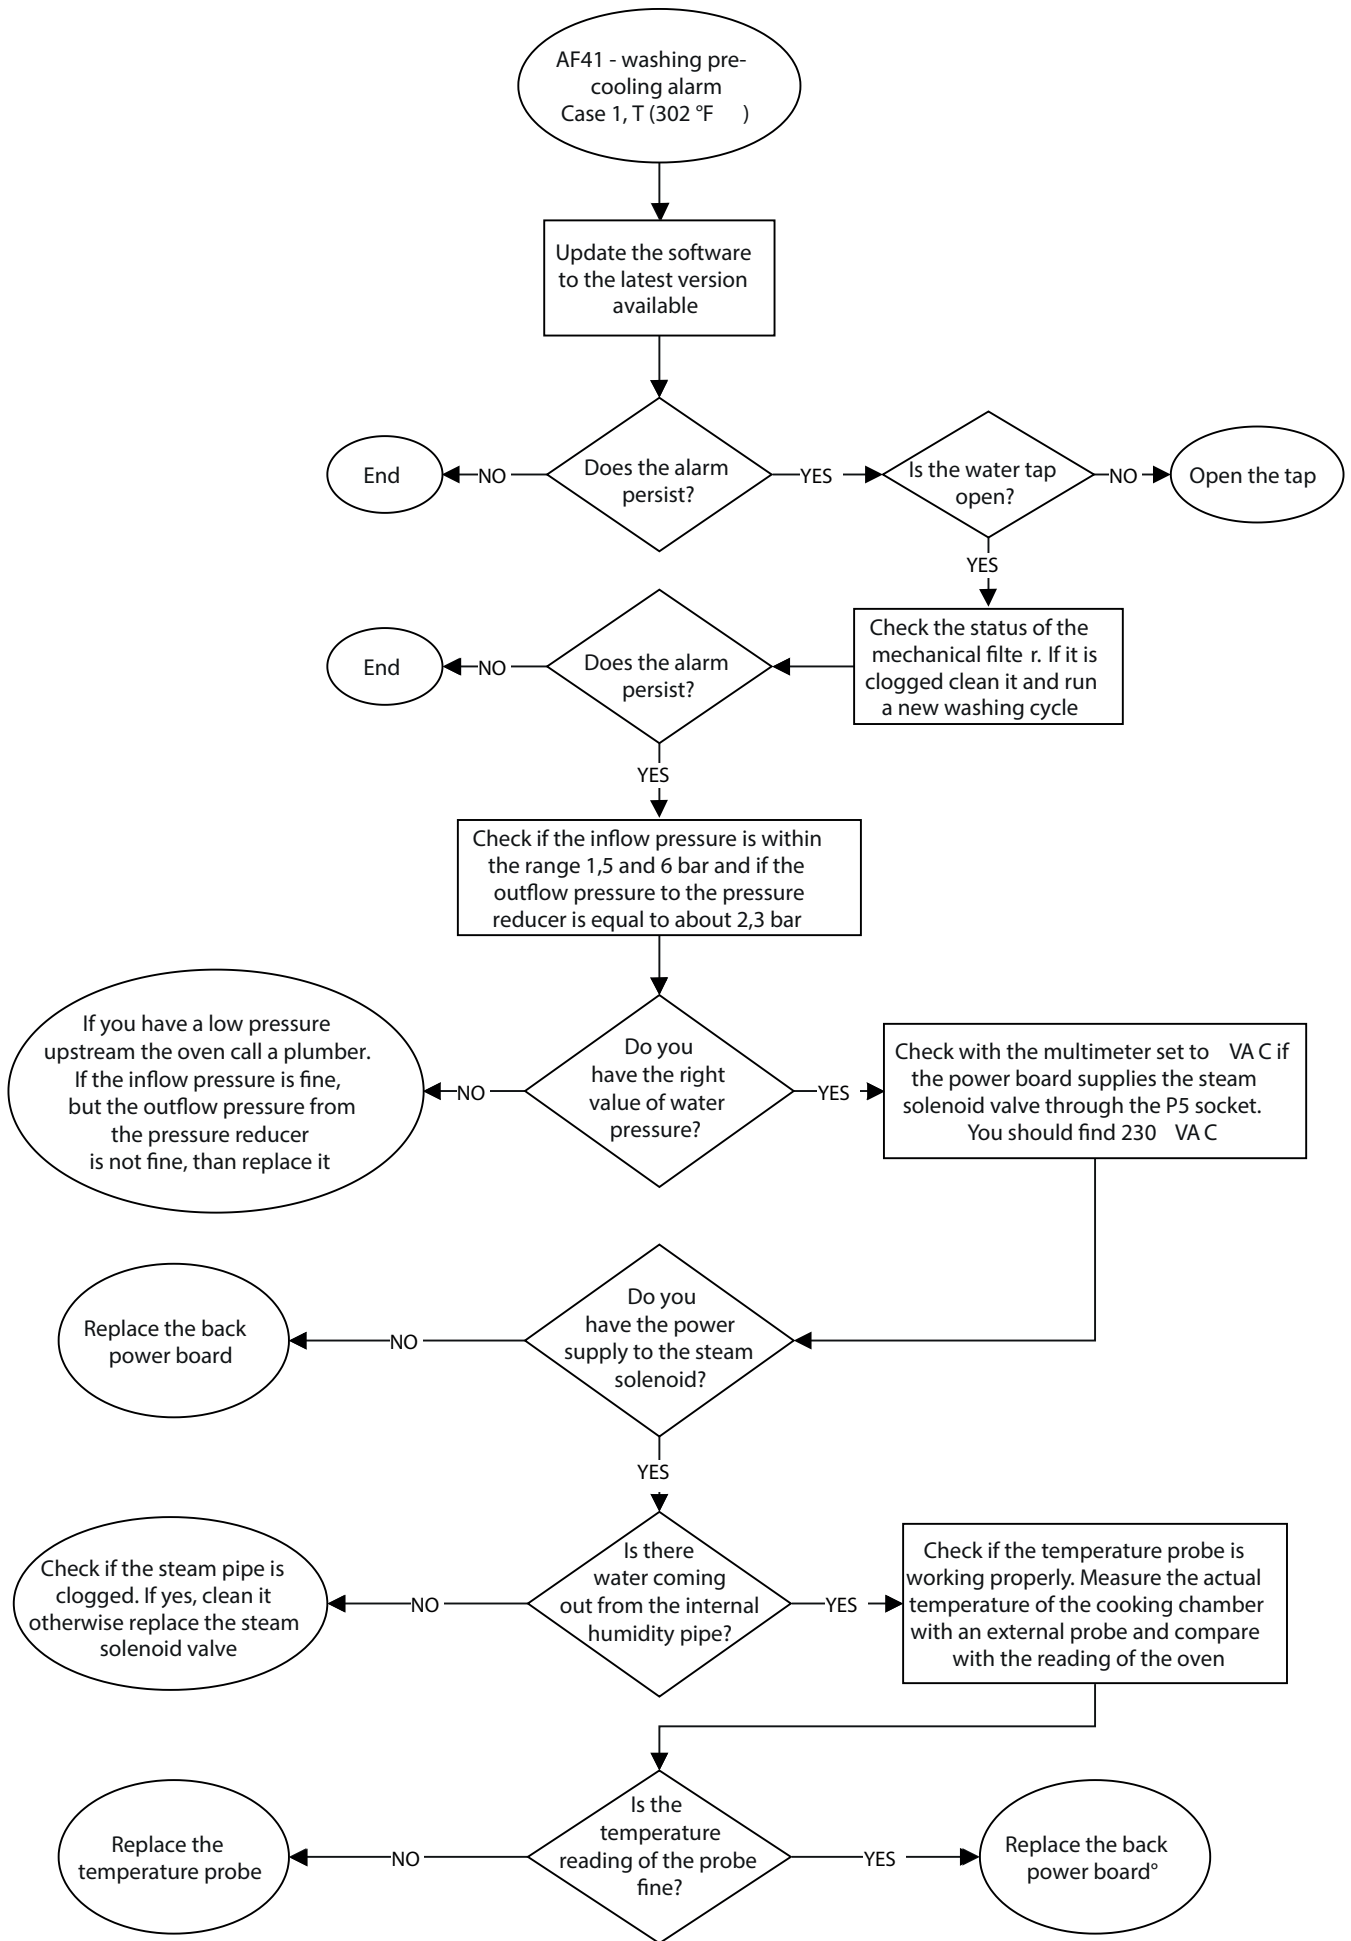 AF41 - washing pre-
cooling alarm
Case 1, T (302 °F )
Update the software
to the latest version
available
Does the alarm
persist?
NO
End
YES
Is the water tap
open?
NO
Open the tap
YES
Check the status of the
mechanical filte r. If it is
clogged clean it and run
a new washing cycle
Does the alarm
persist?
NO
End
YES
Check if the inflow pressure is within
the range 1,5 and 6 bar and if the
outflow pressure to the pressure
reducer is equal to about 2,3 bar
Do you
have the right
value of water
pressure?
NO
If you have a low pressure
upstream the oven call a plumber.
If the inflow pressure is fine,
but the outflow pressure from
the pressure reducer
is not fine, than replace it
YES
Check with the multimeter set to VA C if
the power board supplies the steam
solenoid valve through the P5 socket.
You should find 230 VA C
Do you
have the power
supply to the steam
solenoid?
NO
Replace the back
power board
YES
Is there
water coming
out from the internal
humidity pipe?
NO
Check if the steam pipe is
clogged. If yes, clean it
otherwise replace the steam
solenoid valve
YES
Check if the temperature probe is
working properly. Measure the actual
temperature of the cooking chamber
with an external probe and compare
with the reading of the oven
Is the
temperature
reading of the probe
fine?
NO
Replace the
temperature probe
YES
Replace the back
power board°